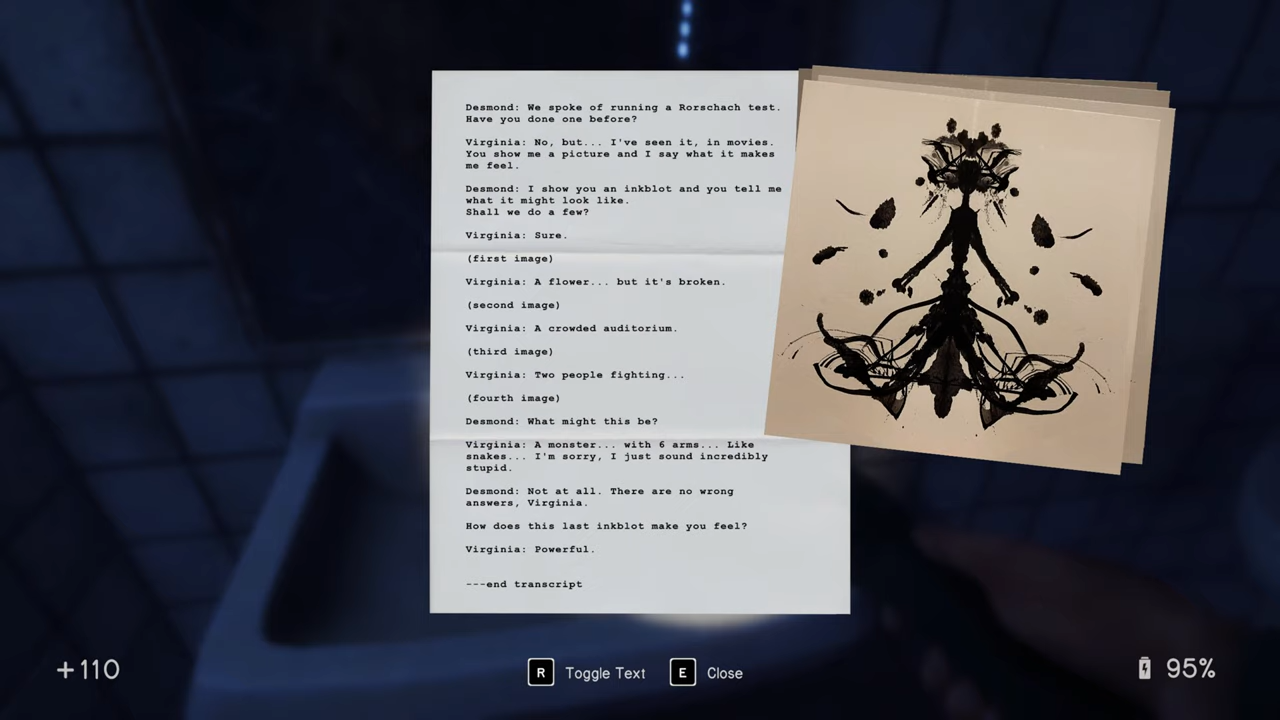 Desmond: We spoke of running a Rorschach test.
Have you done one before?
Virginia: No, but... I've seen it, in movies.
You show me a picture and I say what it makes
me feel.
Desmond: I show you an inkblot and you tell me
what it might look like.
Shall we do a few?
Virginia: Sure.
(first image)
Virginia: A flower... but it's broken.
(second image)
Virginia: A crowded auditorium.
(third image)
Virginia: Two people fighting...
(fourth image)
Desmond: What might this be?
Virginia: A monster... with 6 arms... Like
snakes... I'm sorry, I just sound incredibly
stupid.
Desmond: Not at all. There are no wrong
answers, Virginia.
How does this last inkblot make you feel?
Virginia: Powerful.
---end transcript
+110
R Toggle Text E Close
95%